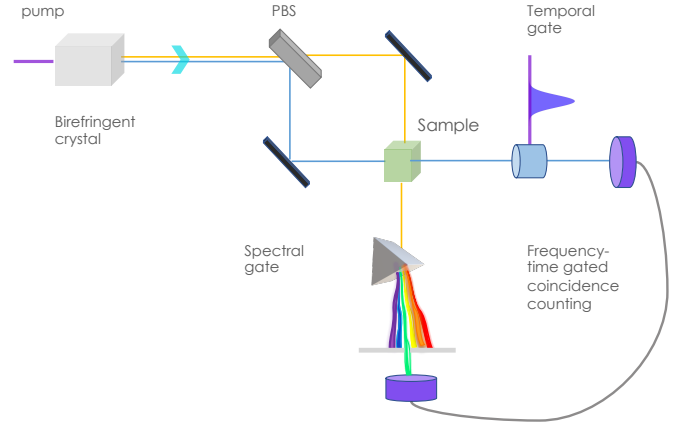 pump
PBS
Temporal
gate
Birefringent
crystal
Sample
Spectral
gate
Frequency-
time gated
coincidence
counting